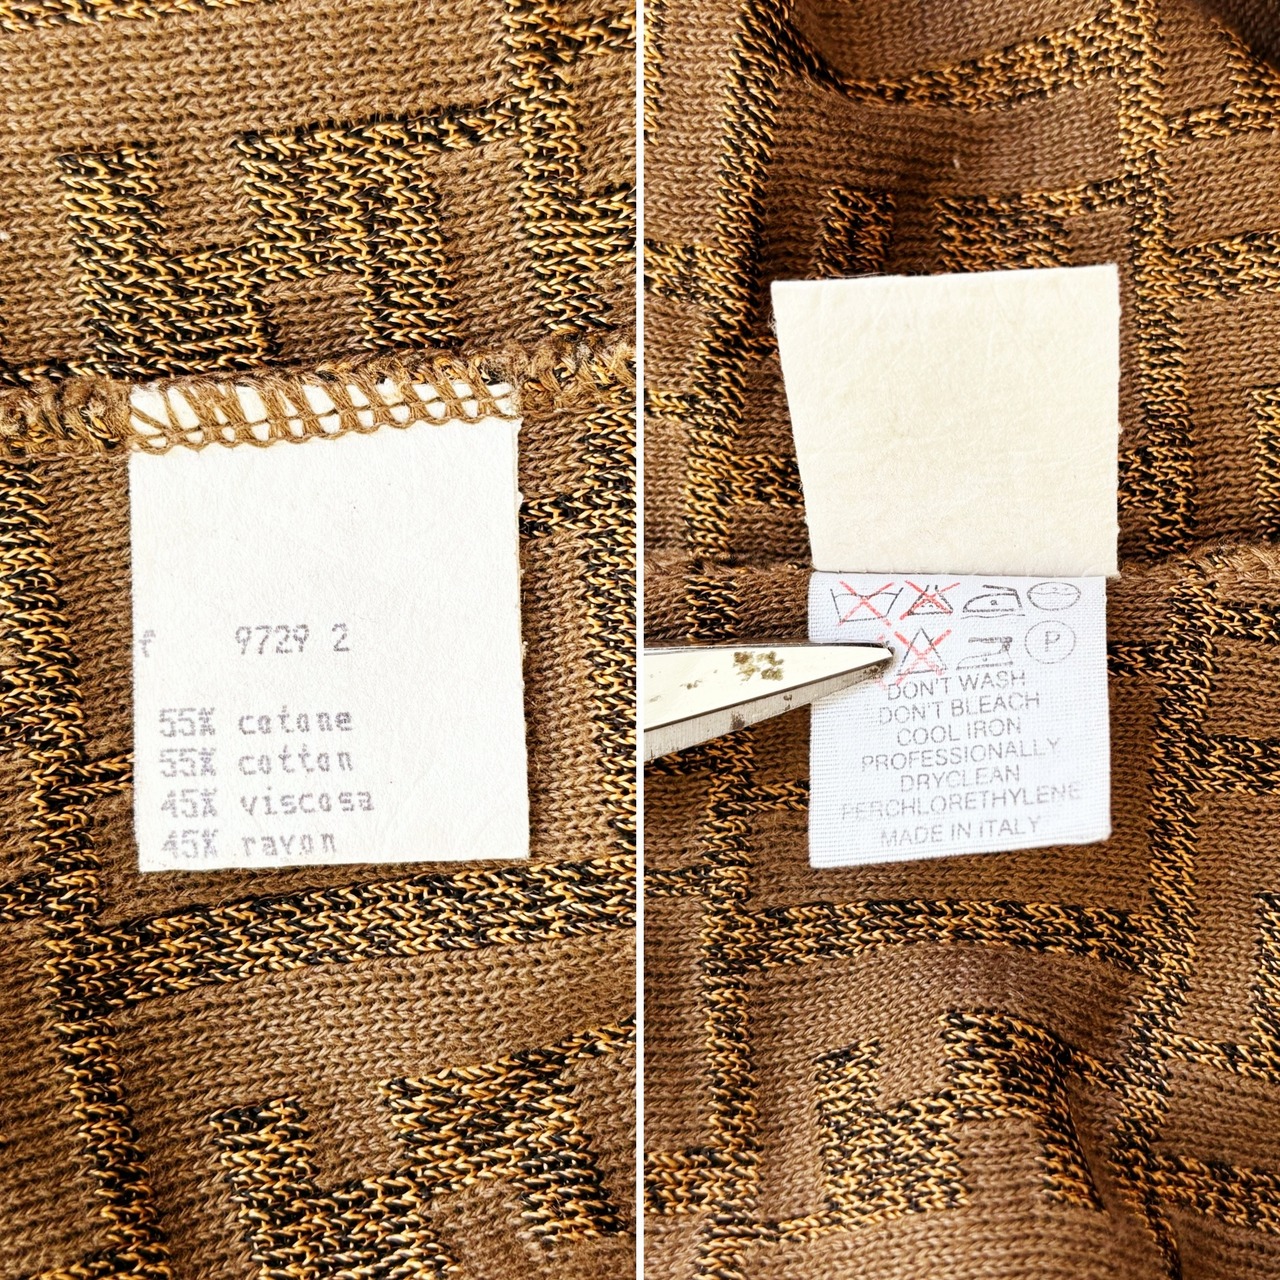 f 9729 2
55% cotone
55% cotton
45% viscosa
45% rayon
P
DON'T WASH
DON'T BLEACH
COOL IRON
PROFESSIONALLY
DRYCLEAN
PERCHLORETHYLENE
MADE IN ITALY